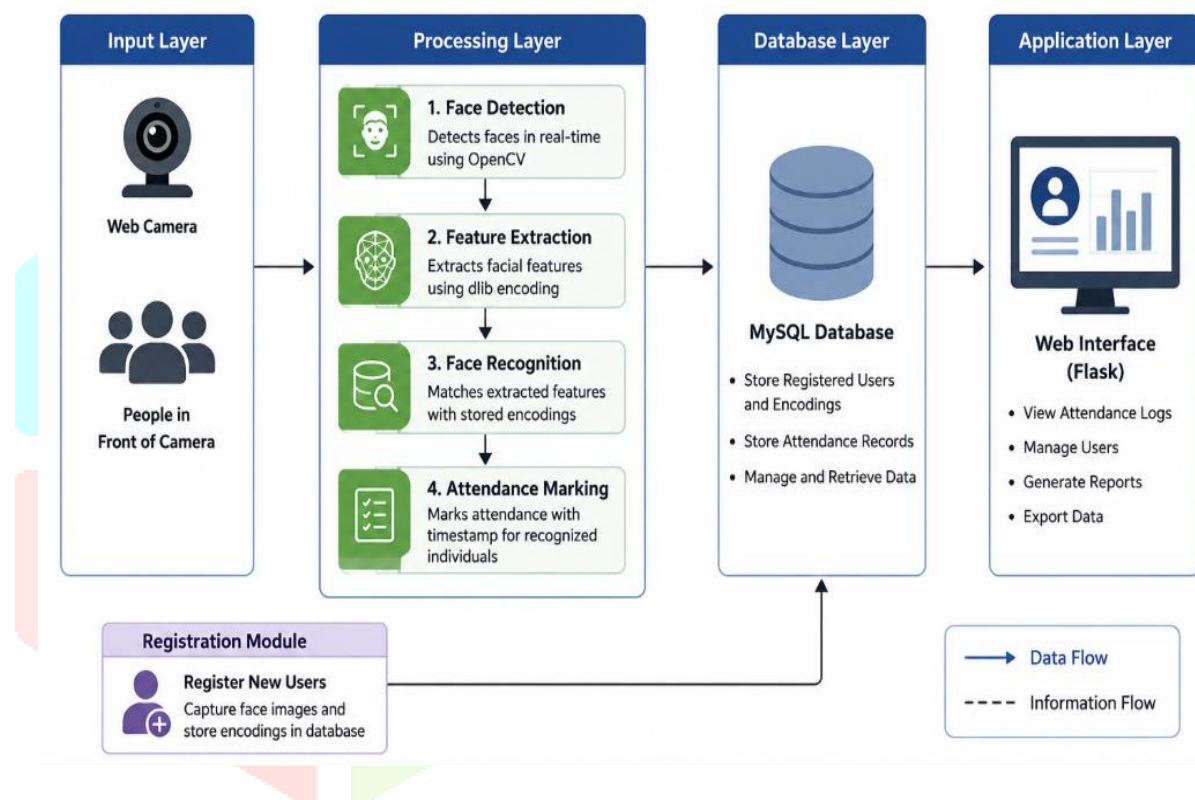 Input Layer
Web Camera
People in
Front of Camera
Processing Layer
1. Face Detection
Detects faces in real-time
using OpenCV
2. Feature Extraction
Extracts facial features
using dlib encoding
3. Face Recognition
Matches extracted features
with stored encodings
4. Attendance Marking
Marks attendance with
timestamp for recognized
individuals
Database Layer
MySQL Database
• Store Registered Users
and Encodings
• Store Attendance Records
• Manage and Retrieve Data
Application Layer
Web Interface
(Flask)
• View Attendance Logs
• Manage Users
• Generate Reports
• Export Data
Registration Module
Register New Users
Capture face images and
store encodings in database
Data Flow
Information Flow